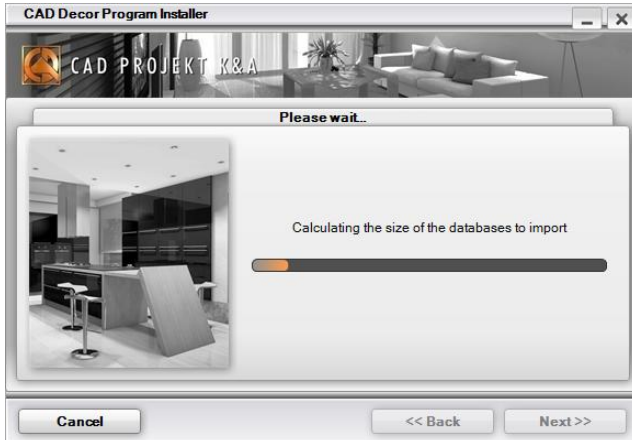 CAD Decor Program Installer
CAD PROJEKT K&A
Please wait...
Calculating the size of the databases to import
Cancel
<< Back
Next >>